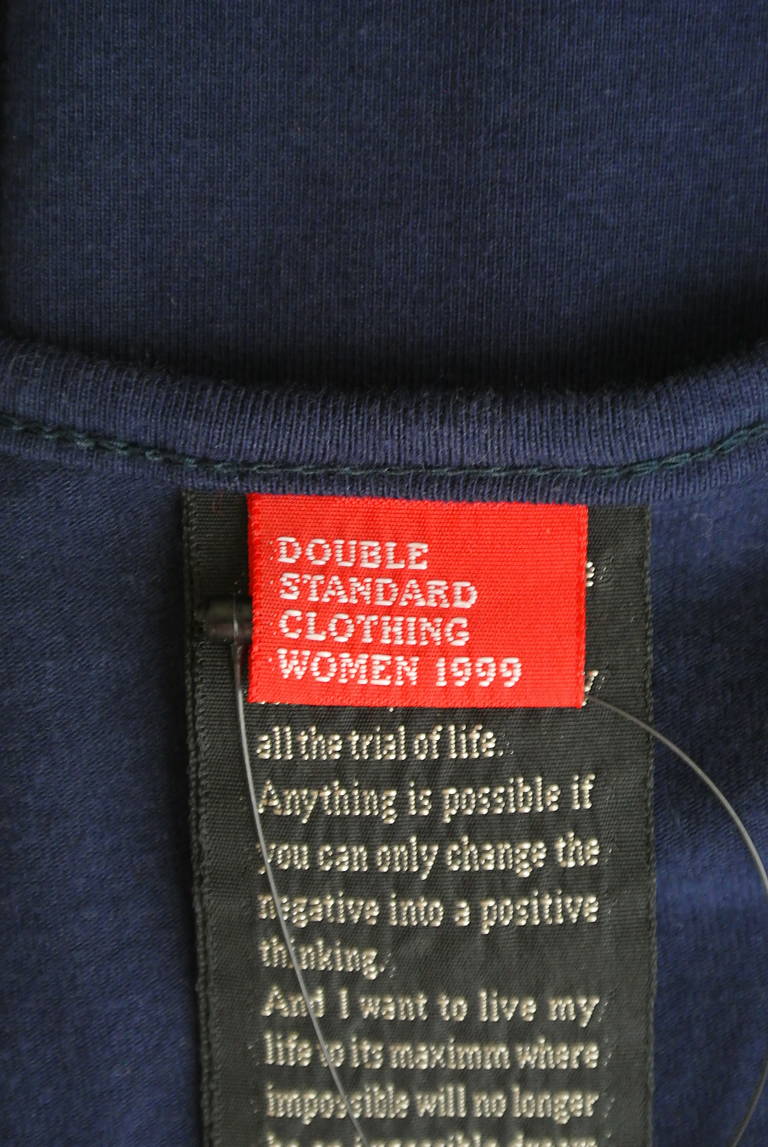 DOUBLE
STANDARD
CLOTHING
WOMEN 1999
all the trial of life.
Anything is possible if
you can only change the
negative into a positive
thinking.
And I want to live my
life to its maximm where
impossible will no longer